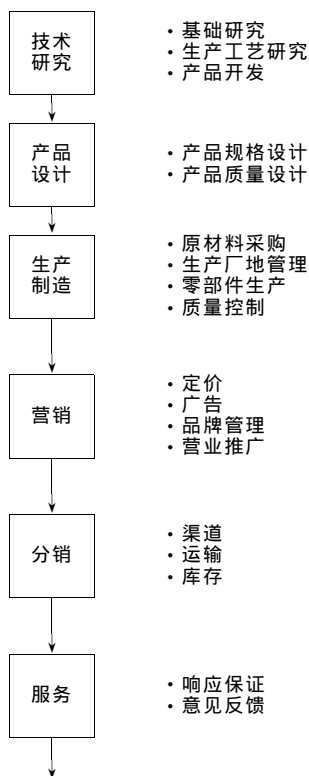 技术
研究
• 基础研究
• 生产工艺研究
• 产品开发
产品
设计
• 产品规格设计
• 产品质量设计
生产
制造
• 原材料采购
• 生产厂地管理
• 零部件生产
• 质量控制
营销
• 定价
• 广告
• 品牌管理
• 营业推广
分销
• 渠道
• 运输
• 库存
服务
• 响应保证
• 意见反馈